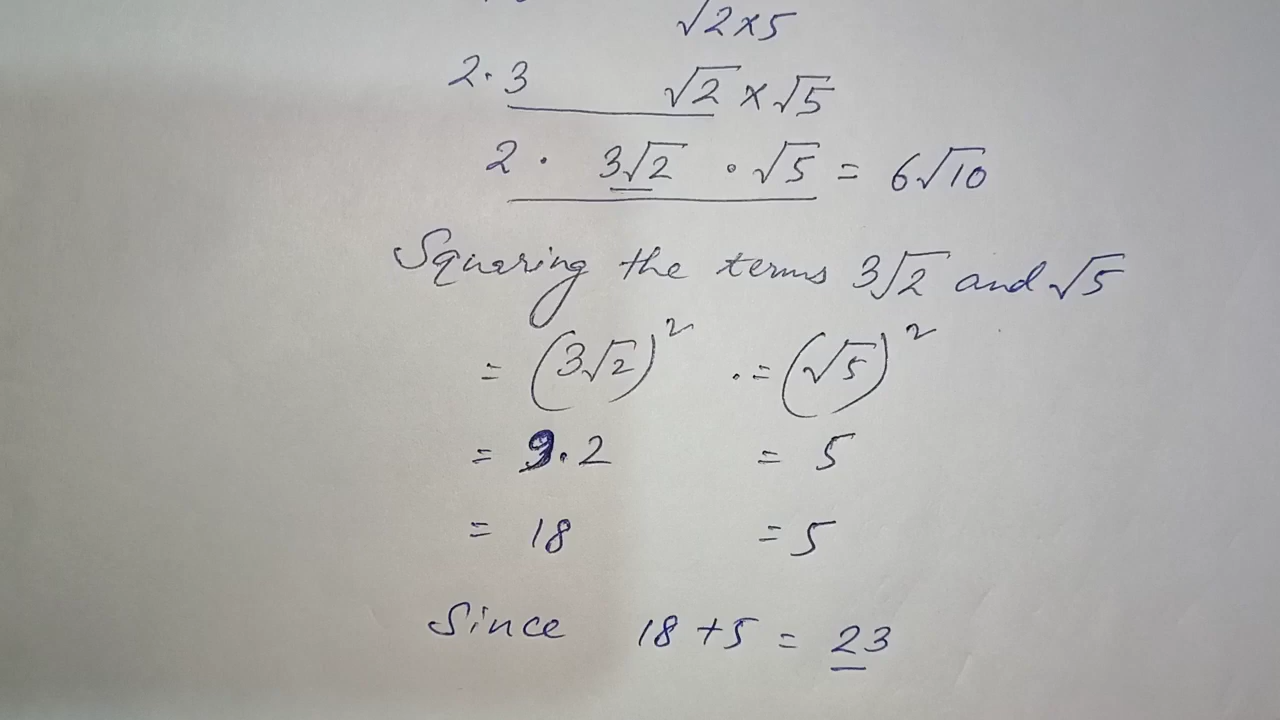 √2×5
2·3 √2 × √5
2 · 3√2 · √5 = 6√10
Squaring the terms 3√2 and √5
= (3√2)² .= (√5)²
= 9.2 = 5
= 18 = 5
Since 18+5 = 23